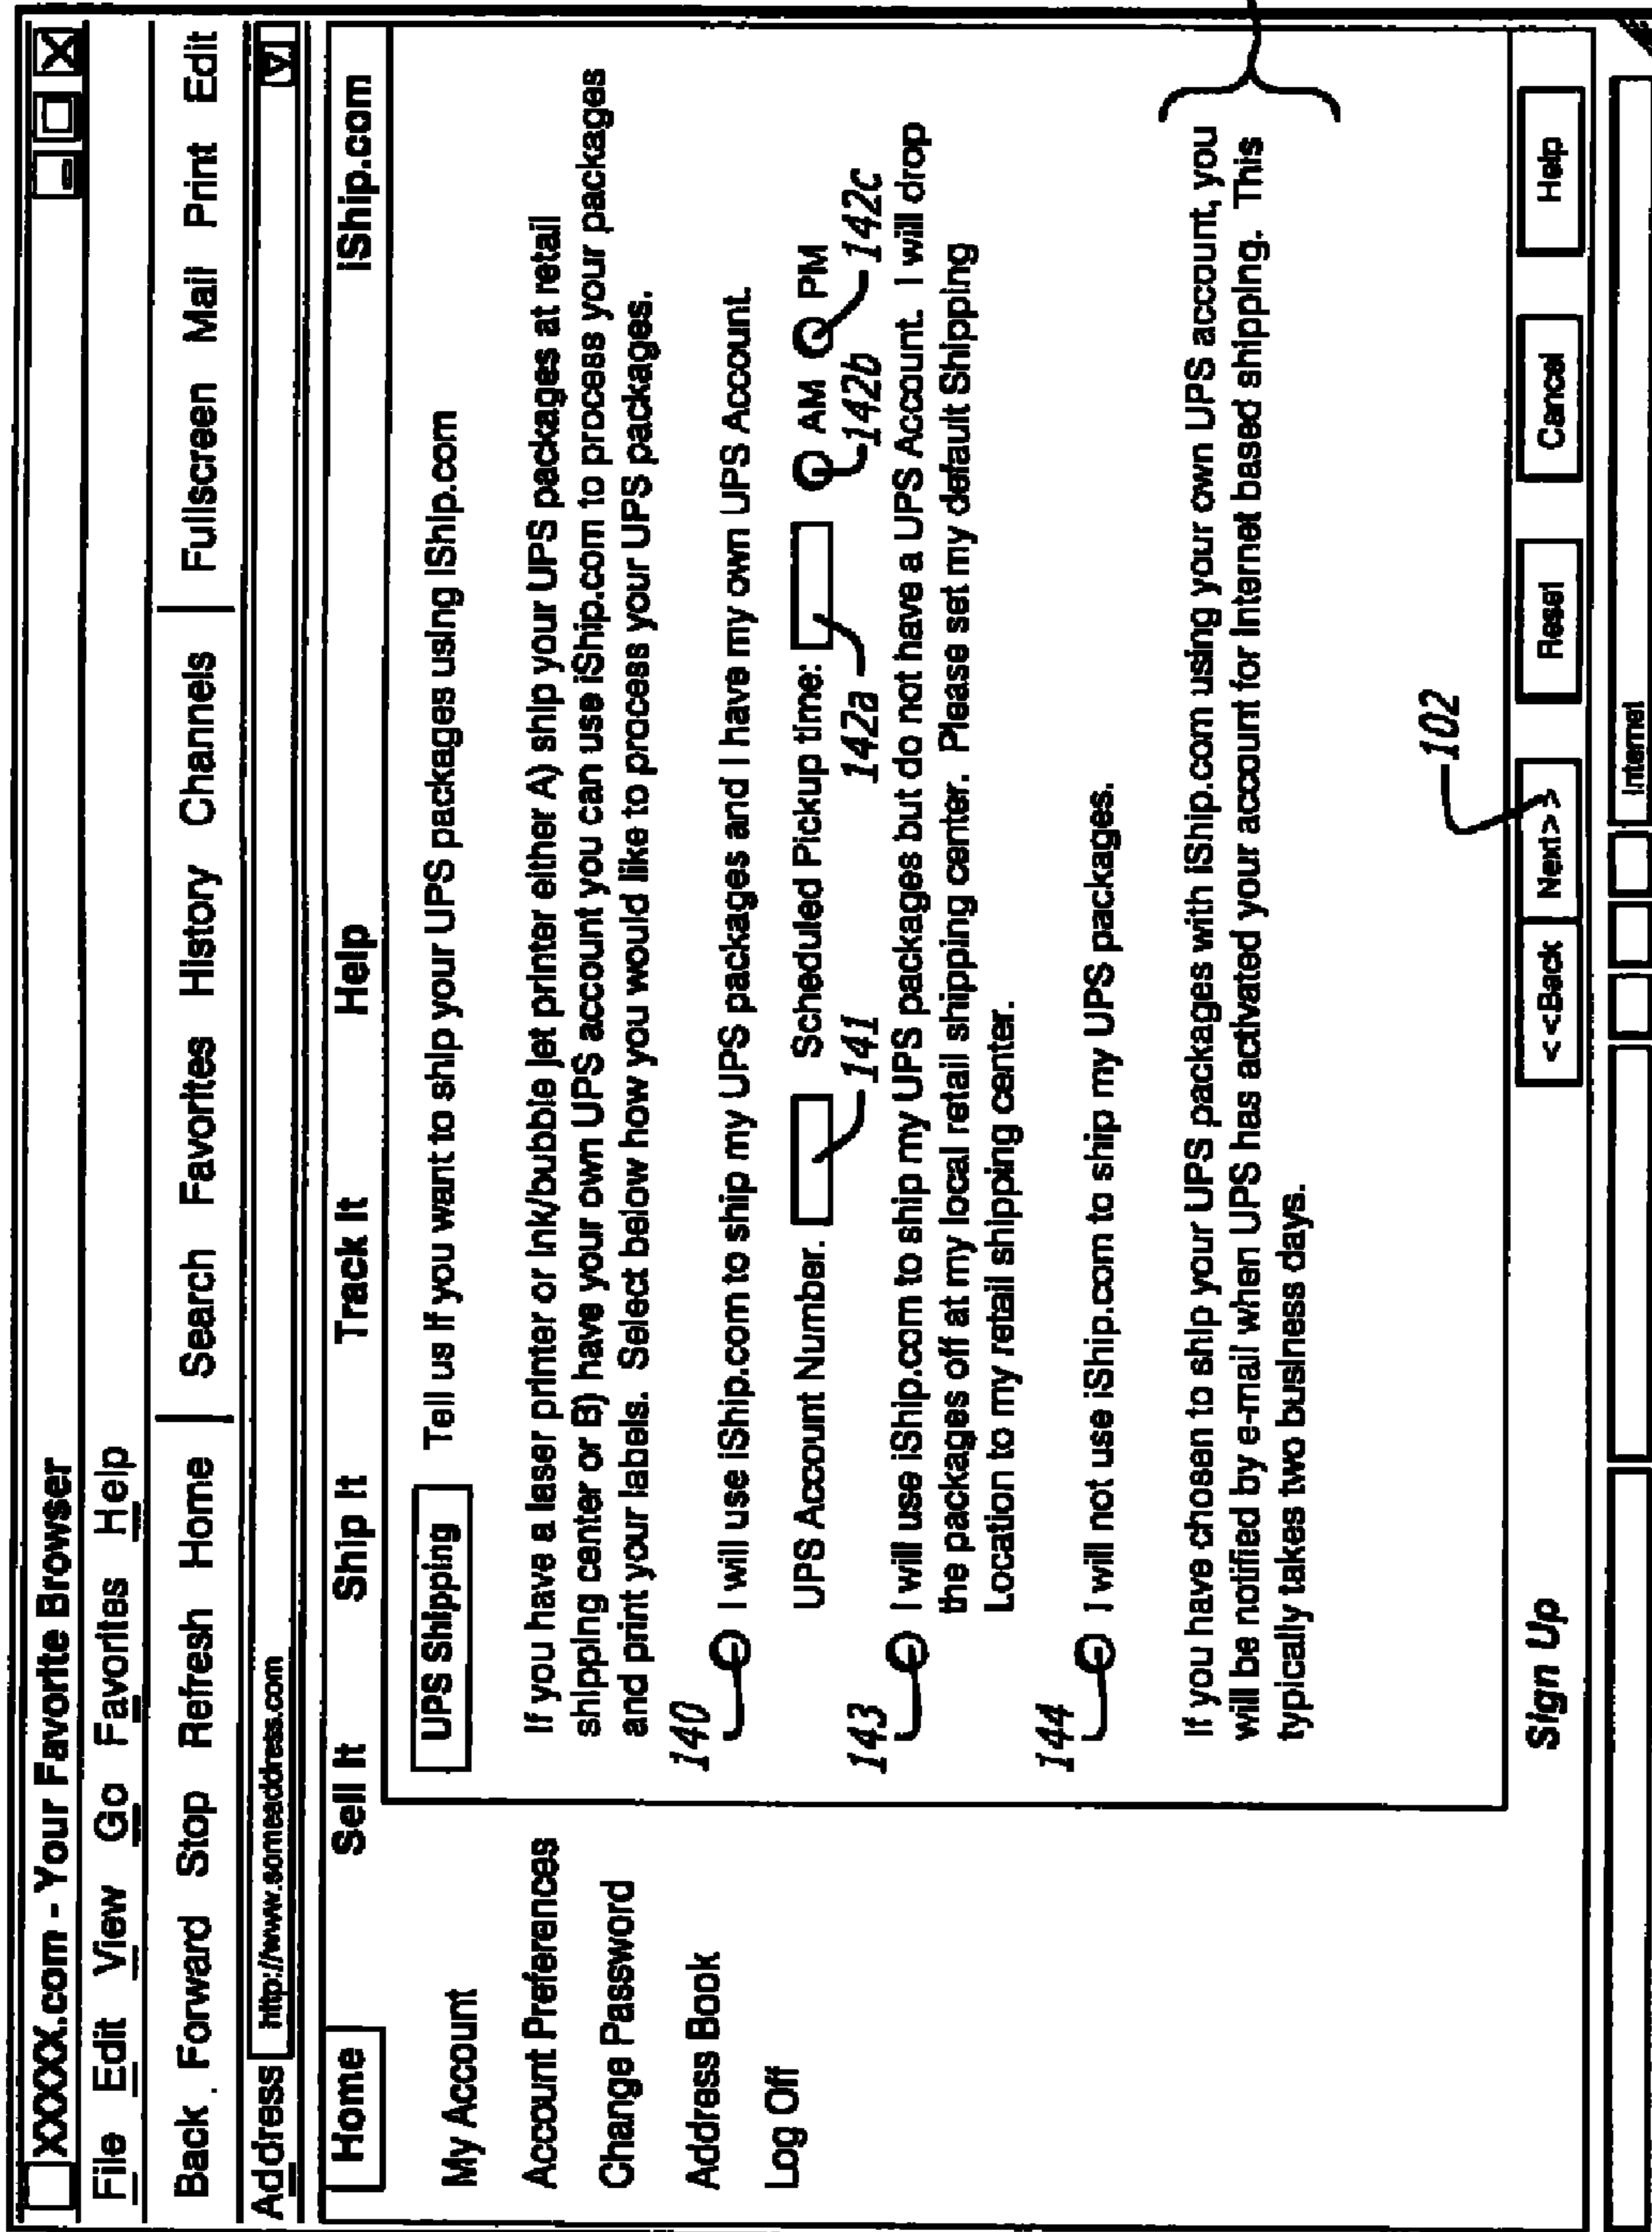 XXXXX.com - Your Favorite Browser
File Edit View Go Favorites Help
Back Forward Stop Refresh Home | Search Favorites History Channels | Fullscreen Mail Print Edit
Address http://www.someaddress.com
Home Sell It Ship It Track It Help iShip.com
My Account
Account Preferences
Change Password
Address Book
Log Off
UPS Shipping Tell us if you want to ship your UPS packages using iShip.com
If you have a laser printer or ink/bubble jet printer either A) ship your UPS packages at retail
shipping center or B) have your own UPS account you can use iShip.com to process your packages
and print your labels. Select below how you would like to process your UPS packages.
140
I will use iShip.com to ship my UPS packages and I have my own UPS Account.
UPS Account Number. Scheduled Pickup time: AM PM
141 142a 142b 142c
143
I will use iShip.com to ship my UPS packages but do not have a UPS Account. I will drop
the packages off at my local retail shipping center. Please set my default Shipping
Location to my retail shipping center.
144
I will not use iShip.com to ship my UPS packages.
If you have chosen to ship your UPS packages with iShip.com using your own UPS account, you
will be notified by e-mail when UPS has activated your account for Internet based shipping. This
typically takes two business days.
102
Sign Up <<Back Next>> Reset Cancel Help
Internet